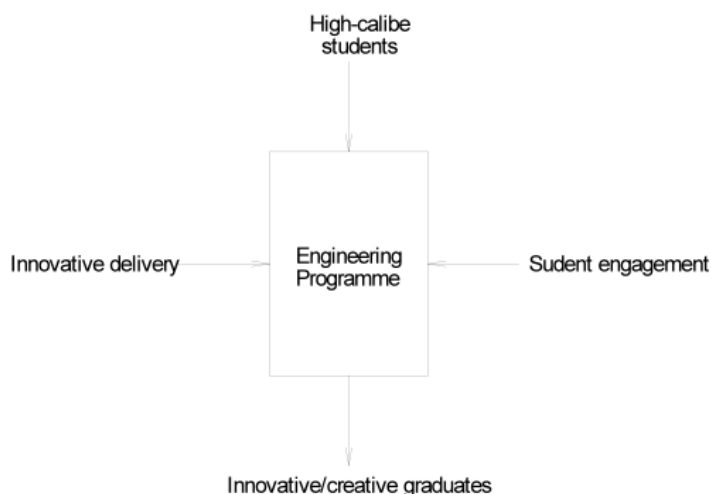 High-calibe
students
Innovative delivery
Engineering
Programme
Sudent engagement
Innovative/creative graduates